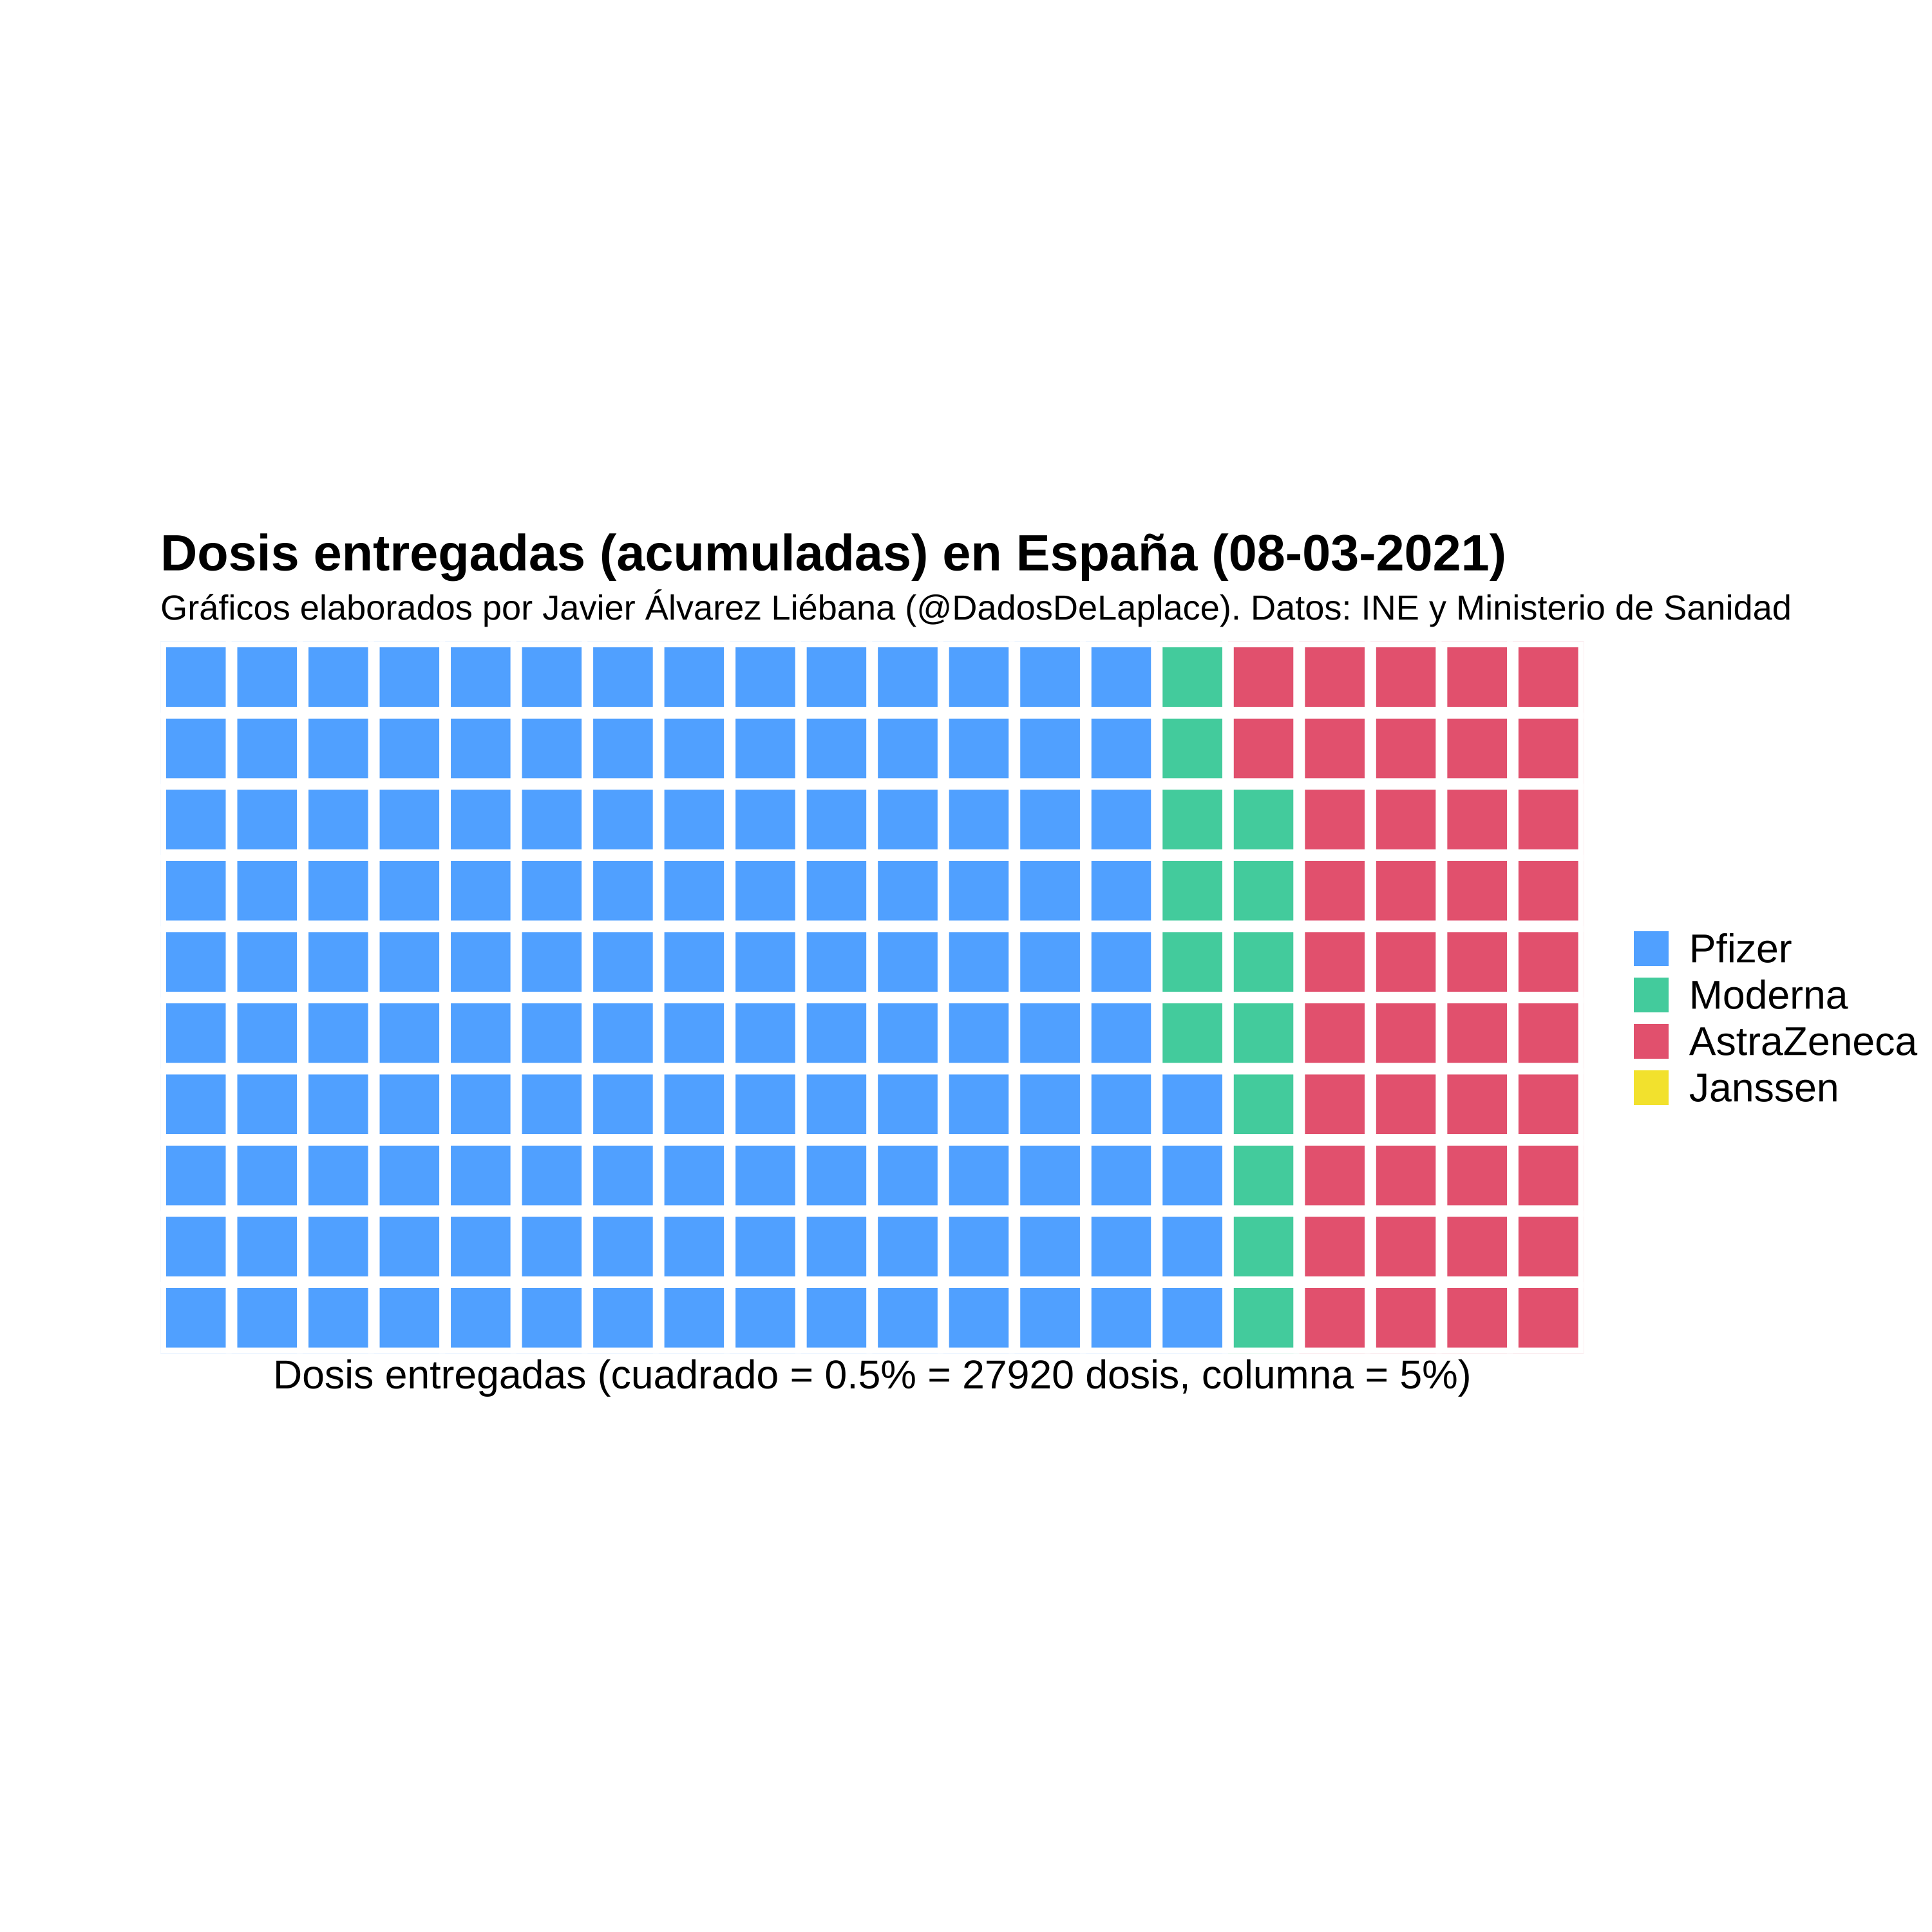 Dosis entregadas (acumuladas) en España (08-03-2021)
Gráficos elaborados por Javier Álvarez Liébana (@DadosDeLaplace). Datos: INE y Ministerio de Sanidad
Pfizer
Moderna
AstraZeneca
Janssen
Dosis entregadas (cuadrado = 0.5% = 27920 dosis, columna = 5%)